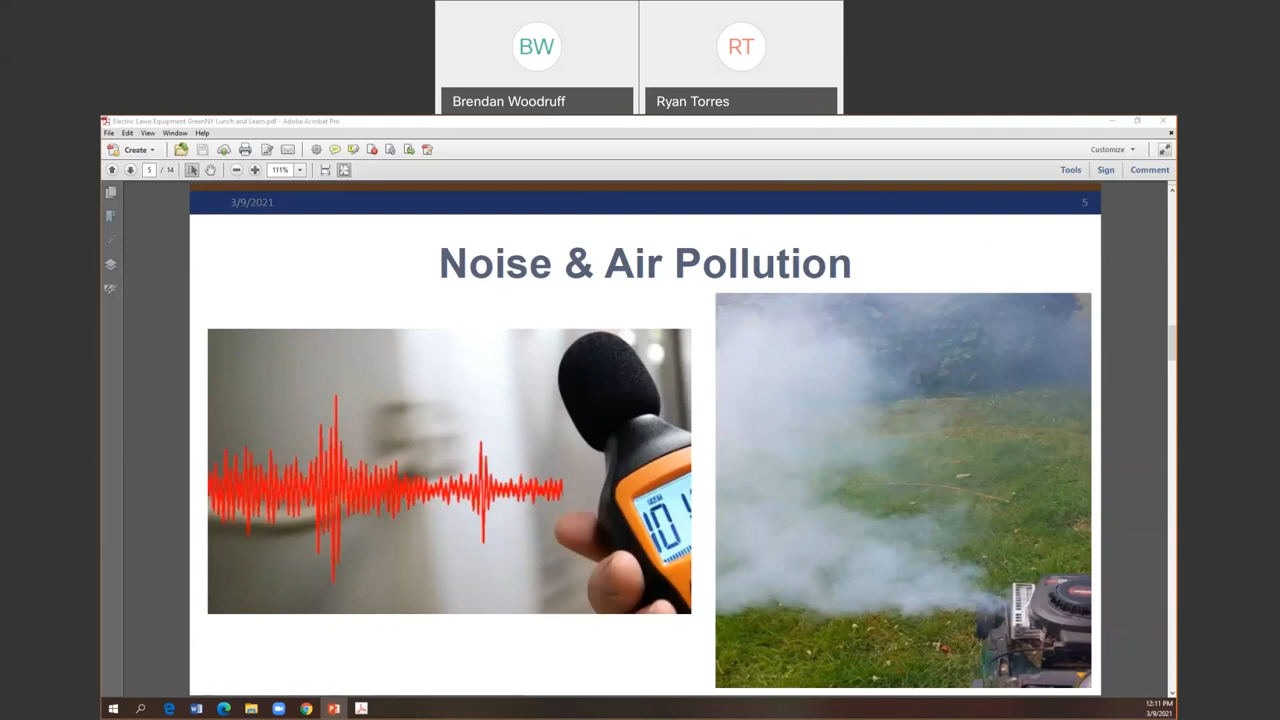 BW
RT
Brendan Woodruff
Ryan Torres
Electric Lawn Equipment GreenNY Lunch and Learn.pdf - Adobe Acrobat Pro
File Edit View Window Help
Create
Customize
5 / 14
111%
Tools Sign Comment
3/9/2021
5
Noise & Air Pollution
10
12:11 PM
3/9/2021